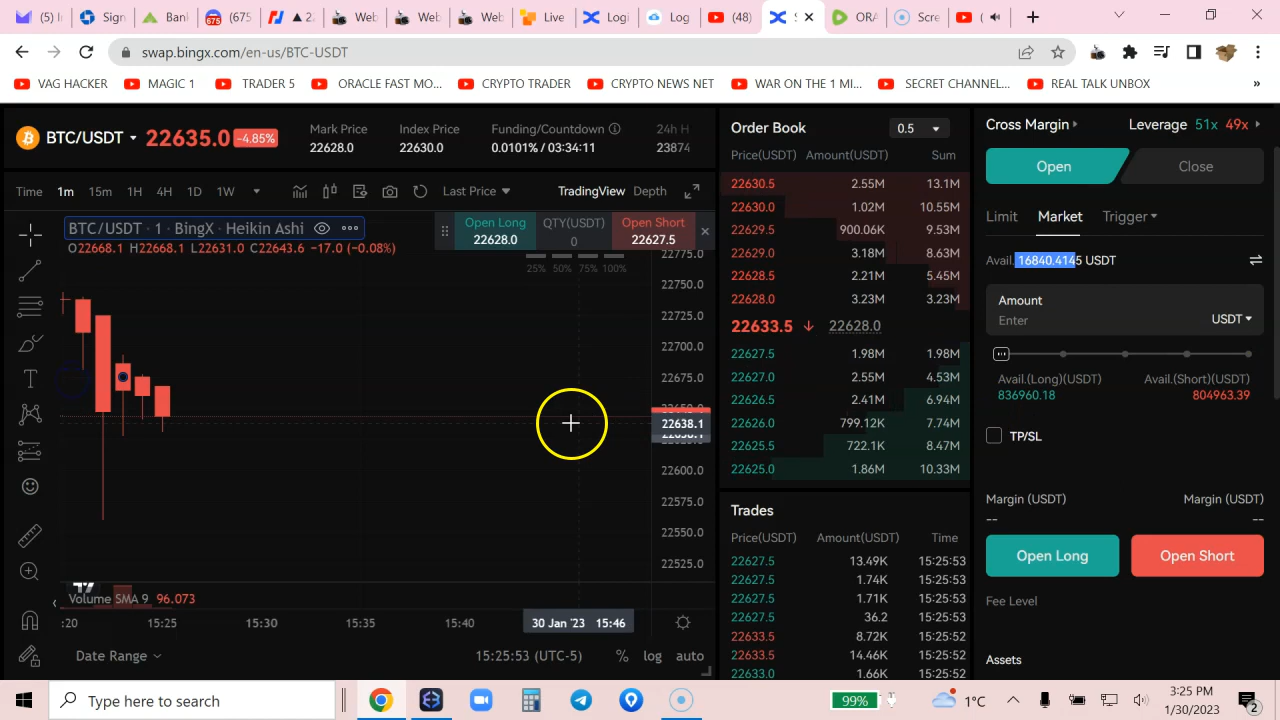 (5) Sign Ban (675 2 Web Web Web Live Logi Log (48) S ORA Scre (
swap.bingx.com/en-us/BTC-USDT
VAG HACKER MAGIC 1 TRADER 5 ORACLE FAST MO... CRYPTO TRADER CRYPTO NEWS NET WAR ON THE 1 MI... SECRET CHANNEL... REAL TALK UNBOX »
BTC/USDT 22635.0 -4.85%
Mark Price Index Price Funding/Countdown 24h H
22628.0 22630.0 0.0101% / 03:34:11 23874
Time 1m 15m 1H 4H 1D 1W Last Price TradingView Depth
BTC/USDT · 1 · BingX · Heikin Ashi
O22668.1 H22668.1 L22631.0 C22643.6 -17.0 (-0.08%)
Open Long QTY(USDT) Open Short
22628.0 0 22627.5
25% 50% 75% 100%
22775.0
22750.0
22725.0
22700.0
22675.0
22638.1
22600.0
22575.0
22550.0
22525.0
Volume SMA 9 96.073
:20 15:25 15:30 15:35 15:40 30 Jan '23 15:46
Date Range 15:25:53 (UTC-5) % log auto
Order Book 0.5
Price(USDT) Amount(USDT) Sum
22630.5 2.55M 13.1M
22630.0 1.02M 10.55M
22629.5 900.06K 9.53M
22629.0 3.18M 8.63M
22628.5 2.21M 5.45M
22628.0 3.23M 3.23M
22633.5 ↓ 22628.0
22627.5 1.98M 1.98M
22627.0 2.55M 4.53M
22626.5 2.41M 6.94M
22626.0 799.12K 7.74M
22625.5 722.1K 8.47M
22625.0 1.86M 10.33M
Trades
Price(USDT) Amount(USDT) Time
22627.5 13.49K 15:25:53
22627.5 1.74K 15:25:53
22627.5 1.71K 15:25:53
22627.5 36.2 15:25:53
22633.5 8.72K 15:25:52
22633.5 14.46K 15:25:52
22633.0 1.66K 15:25:52
Cross Margin Leverage 51x 49x
Open Close
Limit Market Trigger
Avail. 16840.4145 USDT
Amount
Enter USDT
Avail.(Long)(USDT) Avail.(Short)(USDT)
836960.18 804963.39
TP/SL
Margin (USDT) Margin (USDT)
-- --
Open Long Open Short
Fee Level
Assets
Type here to search 99% 1°C 3:25 PM
1/30/2023 2